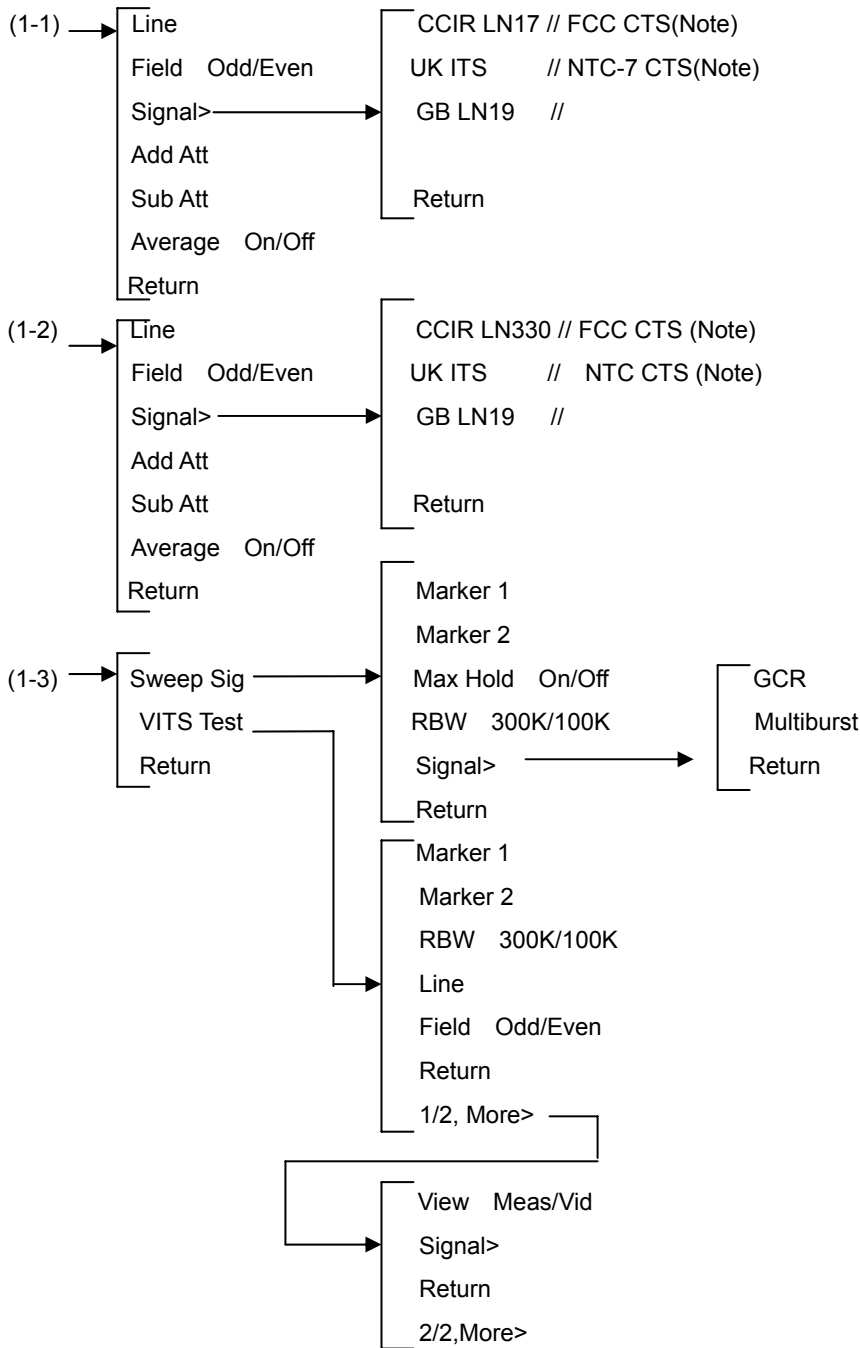 (1-1)
Line
Field Odd/Even
Signal>
Add Att
Sub Att
Average On/Off
Return
CCIR LN17 // FCC CTS(Note)
UK ITS // NTC-7 CTS(Note)
GB LN19 //
Return
(1-2)
Line
Field Odd/Even
Signal>
Add Att
Sub Att
Average On/Off
Return
CCIR LN330 // FCC CTS (Note)
UK ITS // NTC CTS (Note)
GB LN19 //
Return
(1-3)
Sweep Sig
VITS Test
Return
Marker 1
Marker 2
Max Hold On/Off
RBW 300K/100K
Signal>
Return
GCR
Multiburst
Return
Marker 1
Marker 2
RBW 300K/100K
Line
Field Odd/Even
Return
1/2, More>
View Meas/Vid
Signal>
Return
2/2,More>